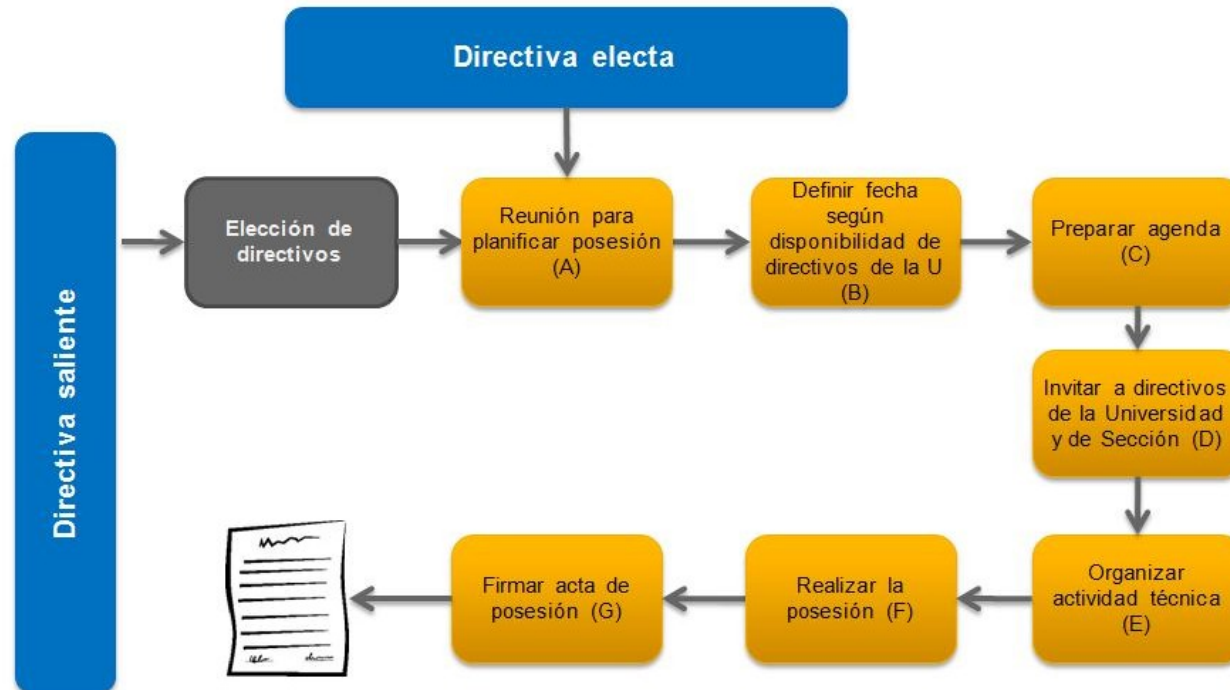 Directiva electa
Directiva saliente
Elección de
directivos
Reunión para
planificar posesión
(A)
Definir fecha
según
disponibilidad de
directivos de la U
(B)
Preparar agenda
(C)
Invitar a directivos
de la Universidad
y de Sección (D)
Organizar
actividad técnica
(E)
Realizar la
posesión (F)
Firmar acta de
posesión (G)